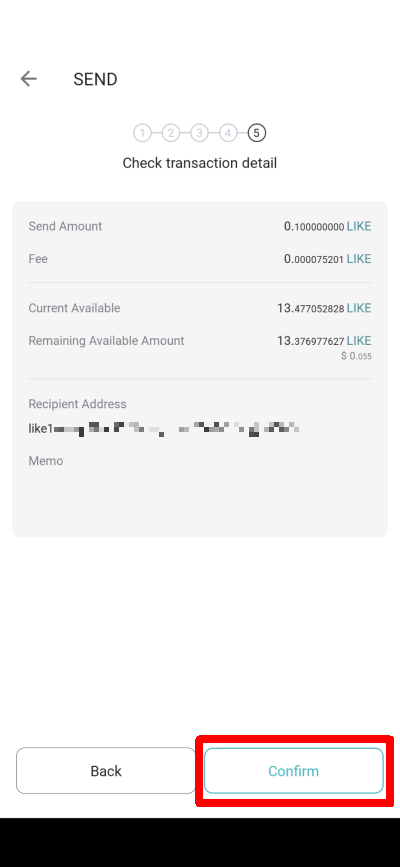 SEND
1 2 3 4 5
Check transaction detail
Send Amount 0.100000000 LIKE
Fee 0.000075201 LIKE
Current Available 13.477052828 LIKE
Remaining Available Amount 13.376977627 LIKE
$ 0.055
Recipient Address
like1
Memo
Back Confirm